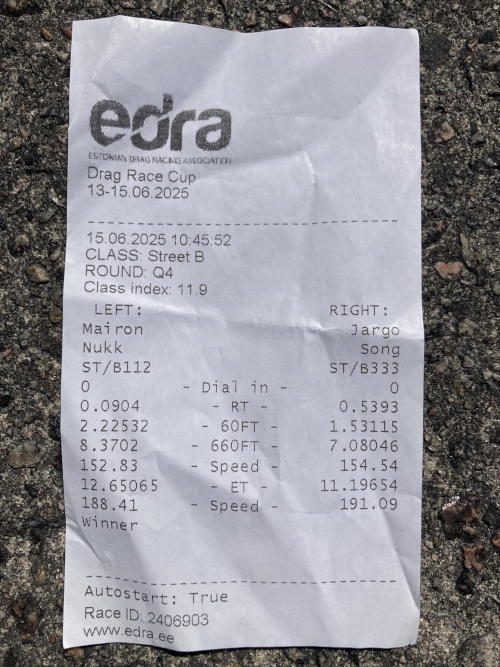 edra
ESTONIAN DRAG RACING ASSOCIATION
Drag Race Cup
13-15.06.2025
15.06.2025 10:45:52
CLASS: Street B
ROUND: Q4
Class index: 11.9
LEFT: RIGHT:
Mairon Jargo
Nukk Song
ST/B112 ST/B333
0 - Dial in - 0
0.0904 - RT - 0.5393
2.22532 - 60FT - 1.53115
8.3702 - 660FT - 7.08046
152.83 - Speed - 154.54
12.65065 - ET - 11.19654
188.41 - Speed - 191.09
Winner
Autostart: True
Race ID: 2406903
www.edra.ee